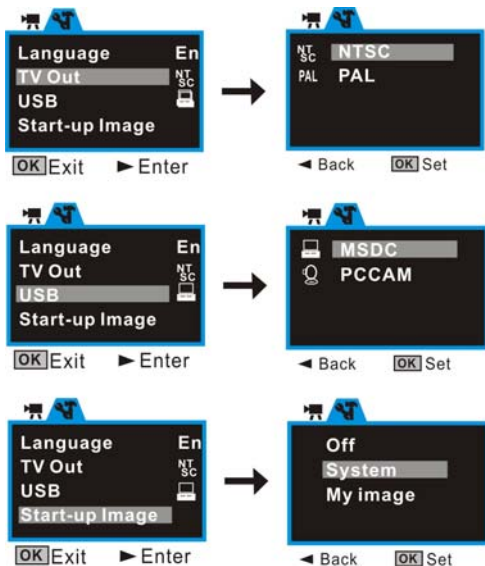 Language En
TV Out NT SC
USB
Start-up Image
OK Exit ► Enter
NT SC NTSC
PAL PAL
◄ Back OK Set
Language En
TV Out NT SC
USB
Start-up Image
OK Exit ► Enter
MSDC
PCCAM
◄ Back OK Set
Language En
TV Out NT SC
USB
Start-up Image
OK Exit ► Enter
Off
System
My image
◄ Back OK Set